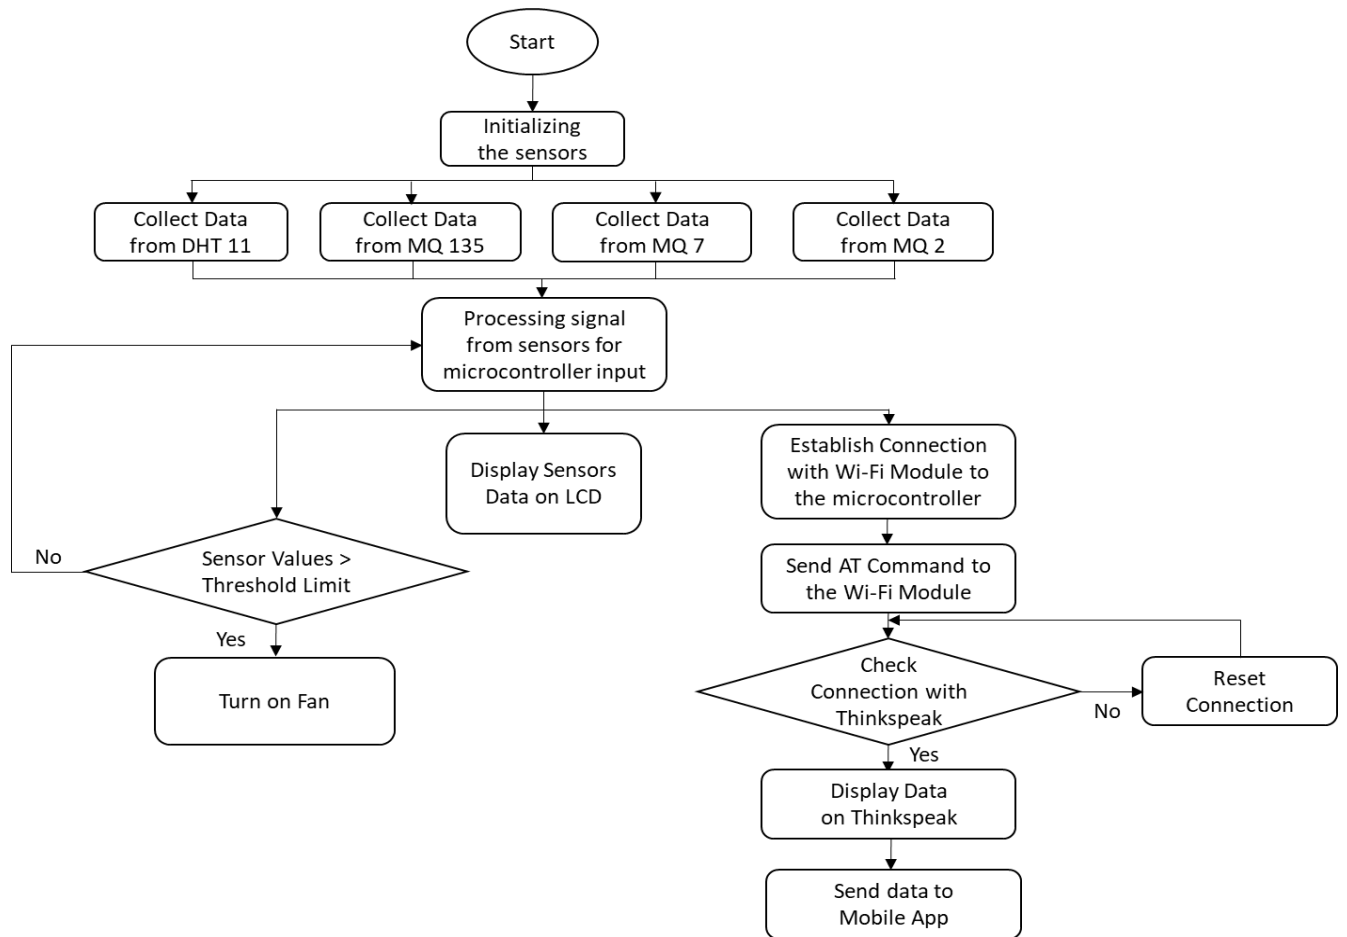 Start
Initializing
the sensors
Collect Data
from DHT 11
Collect Data
from MQ 135
Collect Data
from MQ 7
Collect Data
from MQ 2
Processing signal
from sensors for
microcontroller input
Display Sensors
Data on LCD
Establish Connection
with Wi-Fi Module to
the microcontroller
No
Sensor Values >
Threshold Limit
Yes
Turn on Fan
Send AT Command to
the Wi-Fi Module
Check
Connection with
Thinkspeak
No
Reset
Connection
Yes
Display Data
on Thinkspeak
Send data to
Mobile App